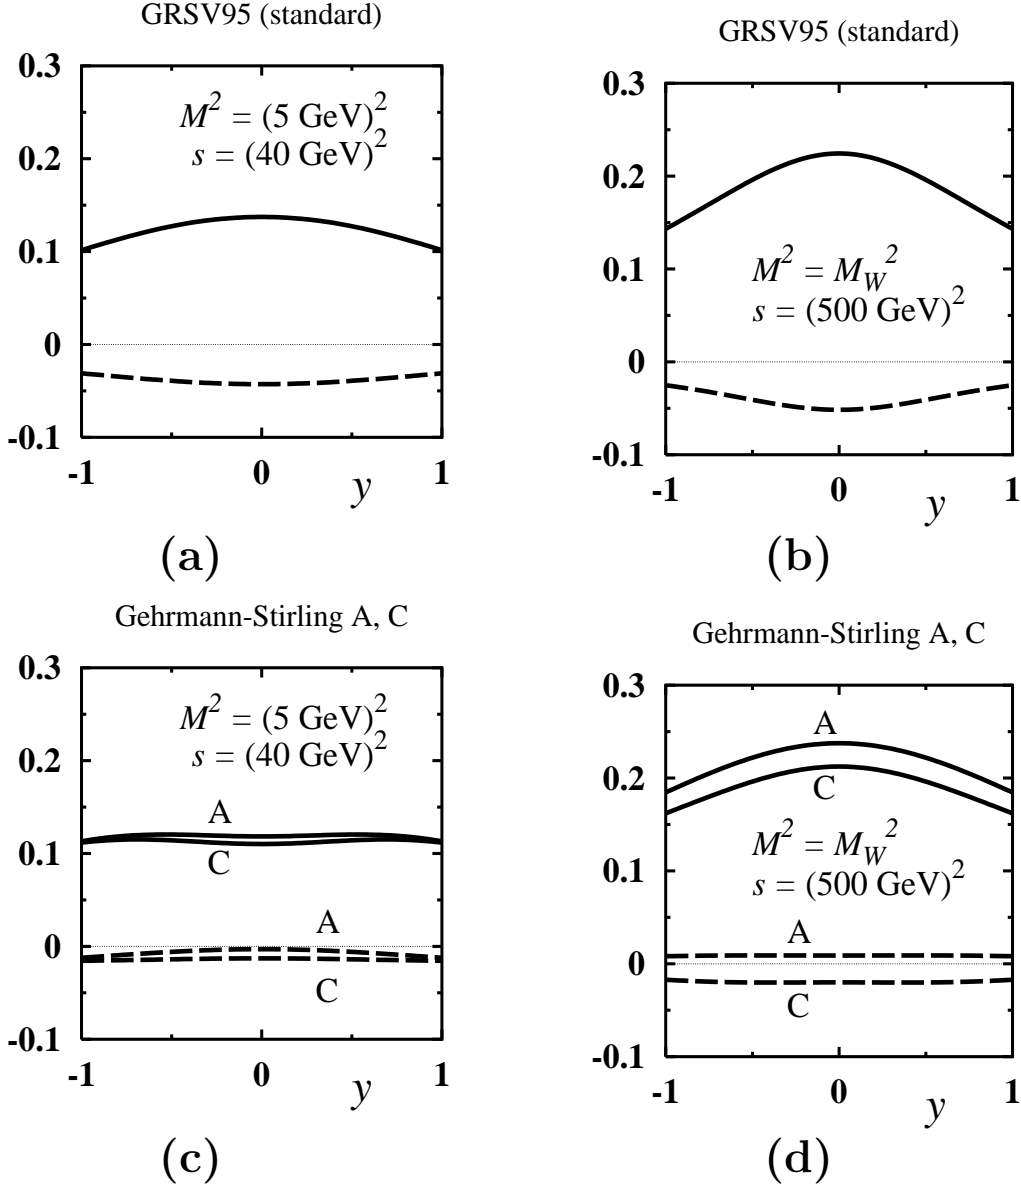 GRSV95 (standard)
0.3
0.2
0.1
0
-0.1
M² = (5 GeV)²
s = (40 GeV)²
-1
0
1
y
(a)
GRSV95 (standard)
0.3
0.2
0.1
0
-0.1
M² = M_W²
s = (500 GeV)²
-1
0
1
y
(b)
Gehrmann-Stirling A, C
0.3
0.2
0.1
0
-0.1
M² = (5 GeV)²
s = (40 GeV)²
A
C
A
C
-1
0
1
y
(c)
Gehrmann-Stirling A, C
0.3
0.2
0.1
0
-0.1
A
C
M² = M_W²
s = (500 GeV)²
A
C
-1
0
1
y
(d)